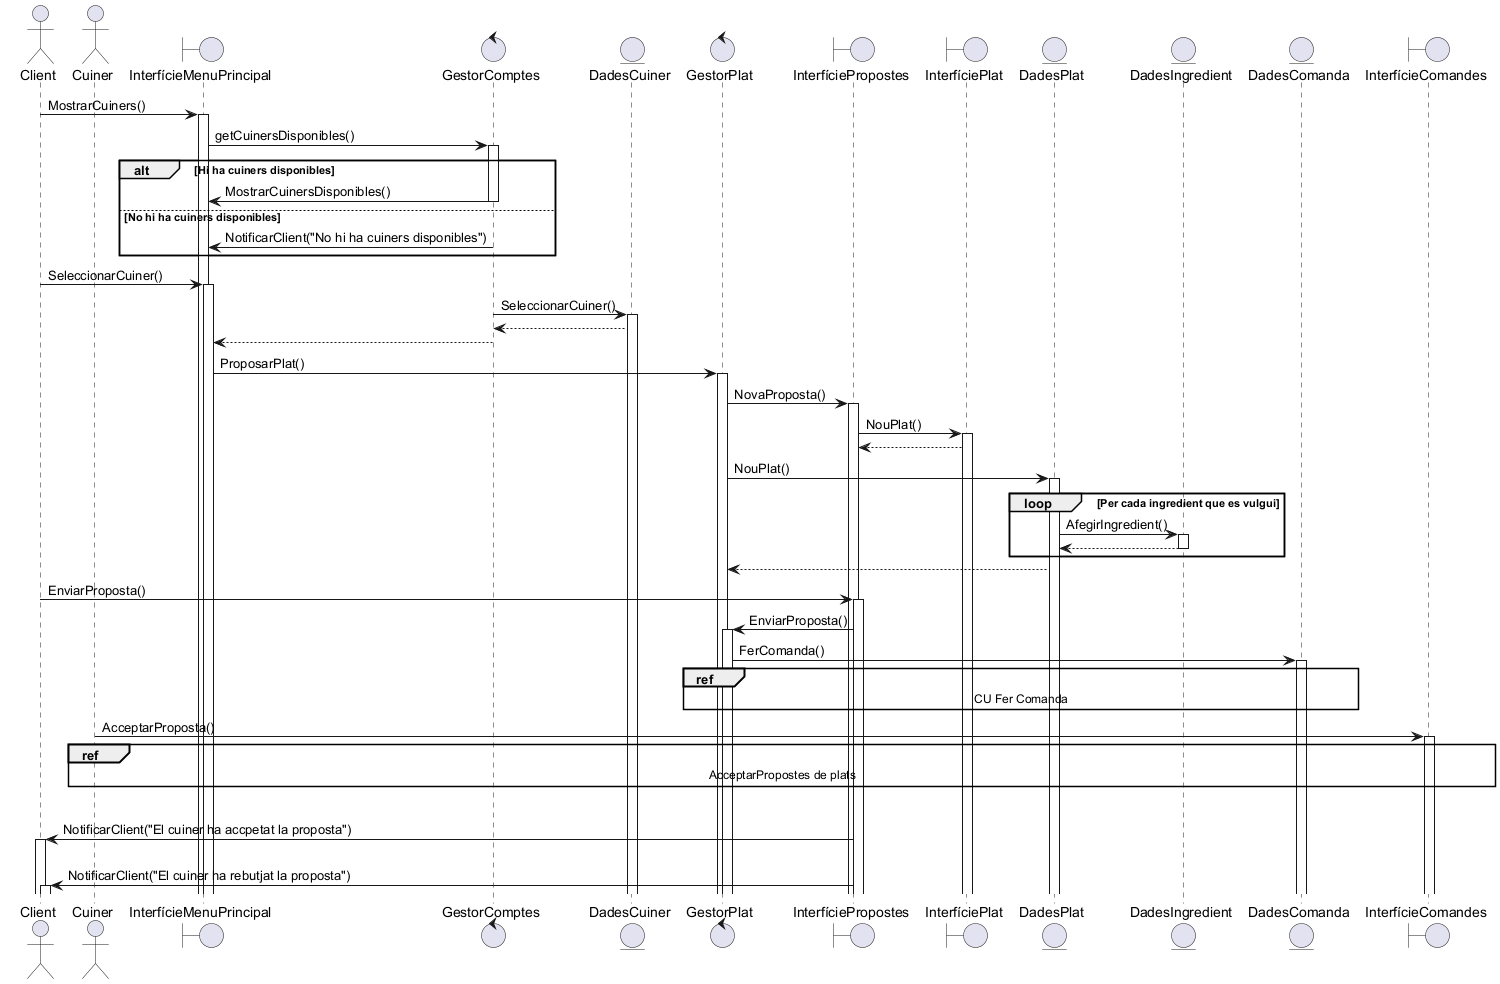 Client
Cuiner
InterfícieMenuPrincipal
GestorComptes
DadesCuiner
GestorPlat
InterfíciePropostes
InterfíciePlat
DadesPlat
DadesIngredient
DadesComanda
InterfícieComandes
MostrarCuiners()
getCuinersDisponibles()
alt
[Hi ha cuiners disponibles]
MostrarCuinersDisponibles()
[No hi ha cuiners disponibles]
NotificarClient("No hi ha cuiners disponibles")
SeleccionarCuiner()
SeleccionarCuiner()
ProposarPlat()
NovaProposta()
NouPlat()
NouPlat()
loop
[Per cada ingredient que es vulgui]
AfegirIngredient()
EnviarProposta()
EnviarProposta()
FerComanda()
ref
CU Fer Comanda
AcceptarProposta()
ref
AcceptarPropostes de plats
NotificarClient("El cuiner ha accpetat la proposta")
NotificarClient("El cuiner ha rebutjat la proposta")
Client
Cuiner
InterfícieMenuPrincipal
GestorComptes
DadesCuiner
GestorPlat
InterfíciePropostes
InterfíciePlat
DadesPlat
DadesIngredient
DadesComanda
InterfícieComandes